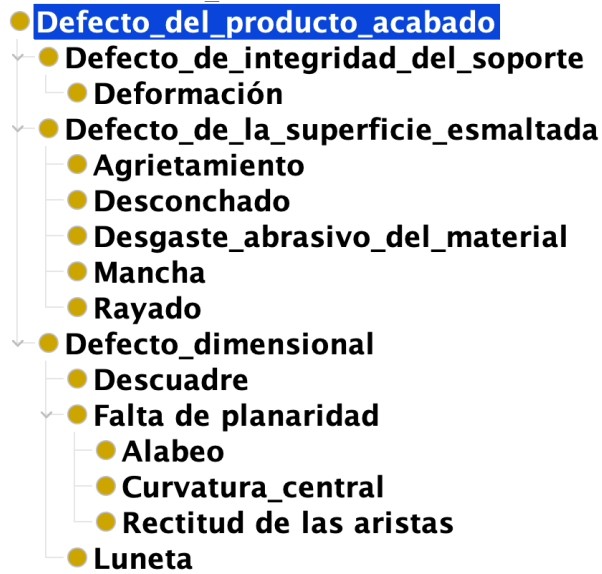 Defecto_del_producto_acabado
Defecto_de_integridad_del_soporte
Deformación
Defecto_de_la_superficie_esmaltada
Agrietamiento
Desconchado
Desgaste_abrasivo_del_material
Mancha
Rayado
Defecto_dimensional
Descuadre
Falta de planaridad
Alabeo
Curvatura_central
Rectitud de las aristas
Luneta